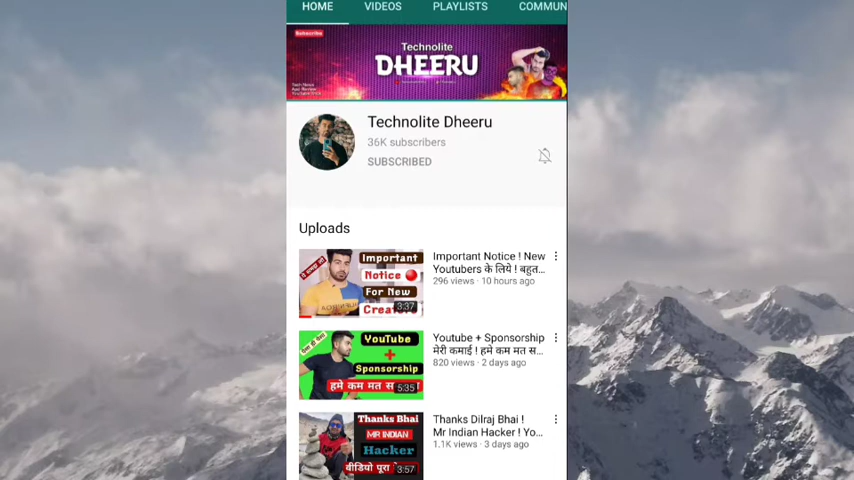 HOME VIDEOS PLAYLISTS COMMUN
Subscribe
Technolite
DHEERU
Technolite Dheeru
36K subscribers
SUBSCRIBED
Uploads
Important
Notice
For New
Creators
3:37
Important Notice ! New
Youtubers के लिये ! बहुत...
296 views · 10 hours ago
YouTube
+
Sponsorship
हमे कम मत स
5:35
Youtube + Sponsorship
मेरी कमाई ! हमे कम मत स...
820 views · 2 days ago
Thanks Bhai
MR INDIAN
Hacker
वीडियो पूरा
3:57
Thanks Dilraj Bhai !
Mr Indian Hacker ! Yo...
1.1K views · 3 days ago